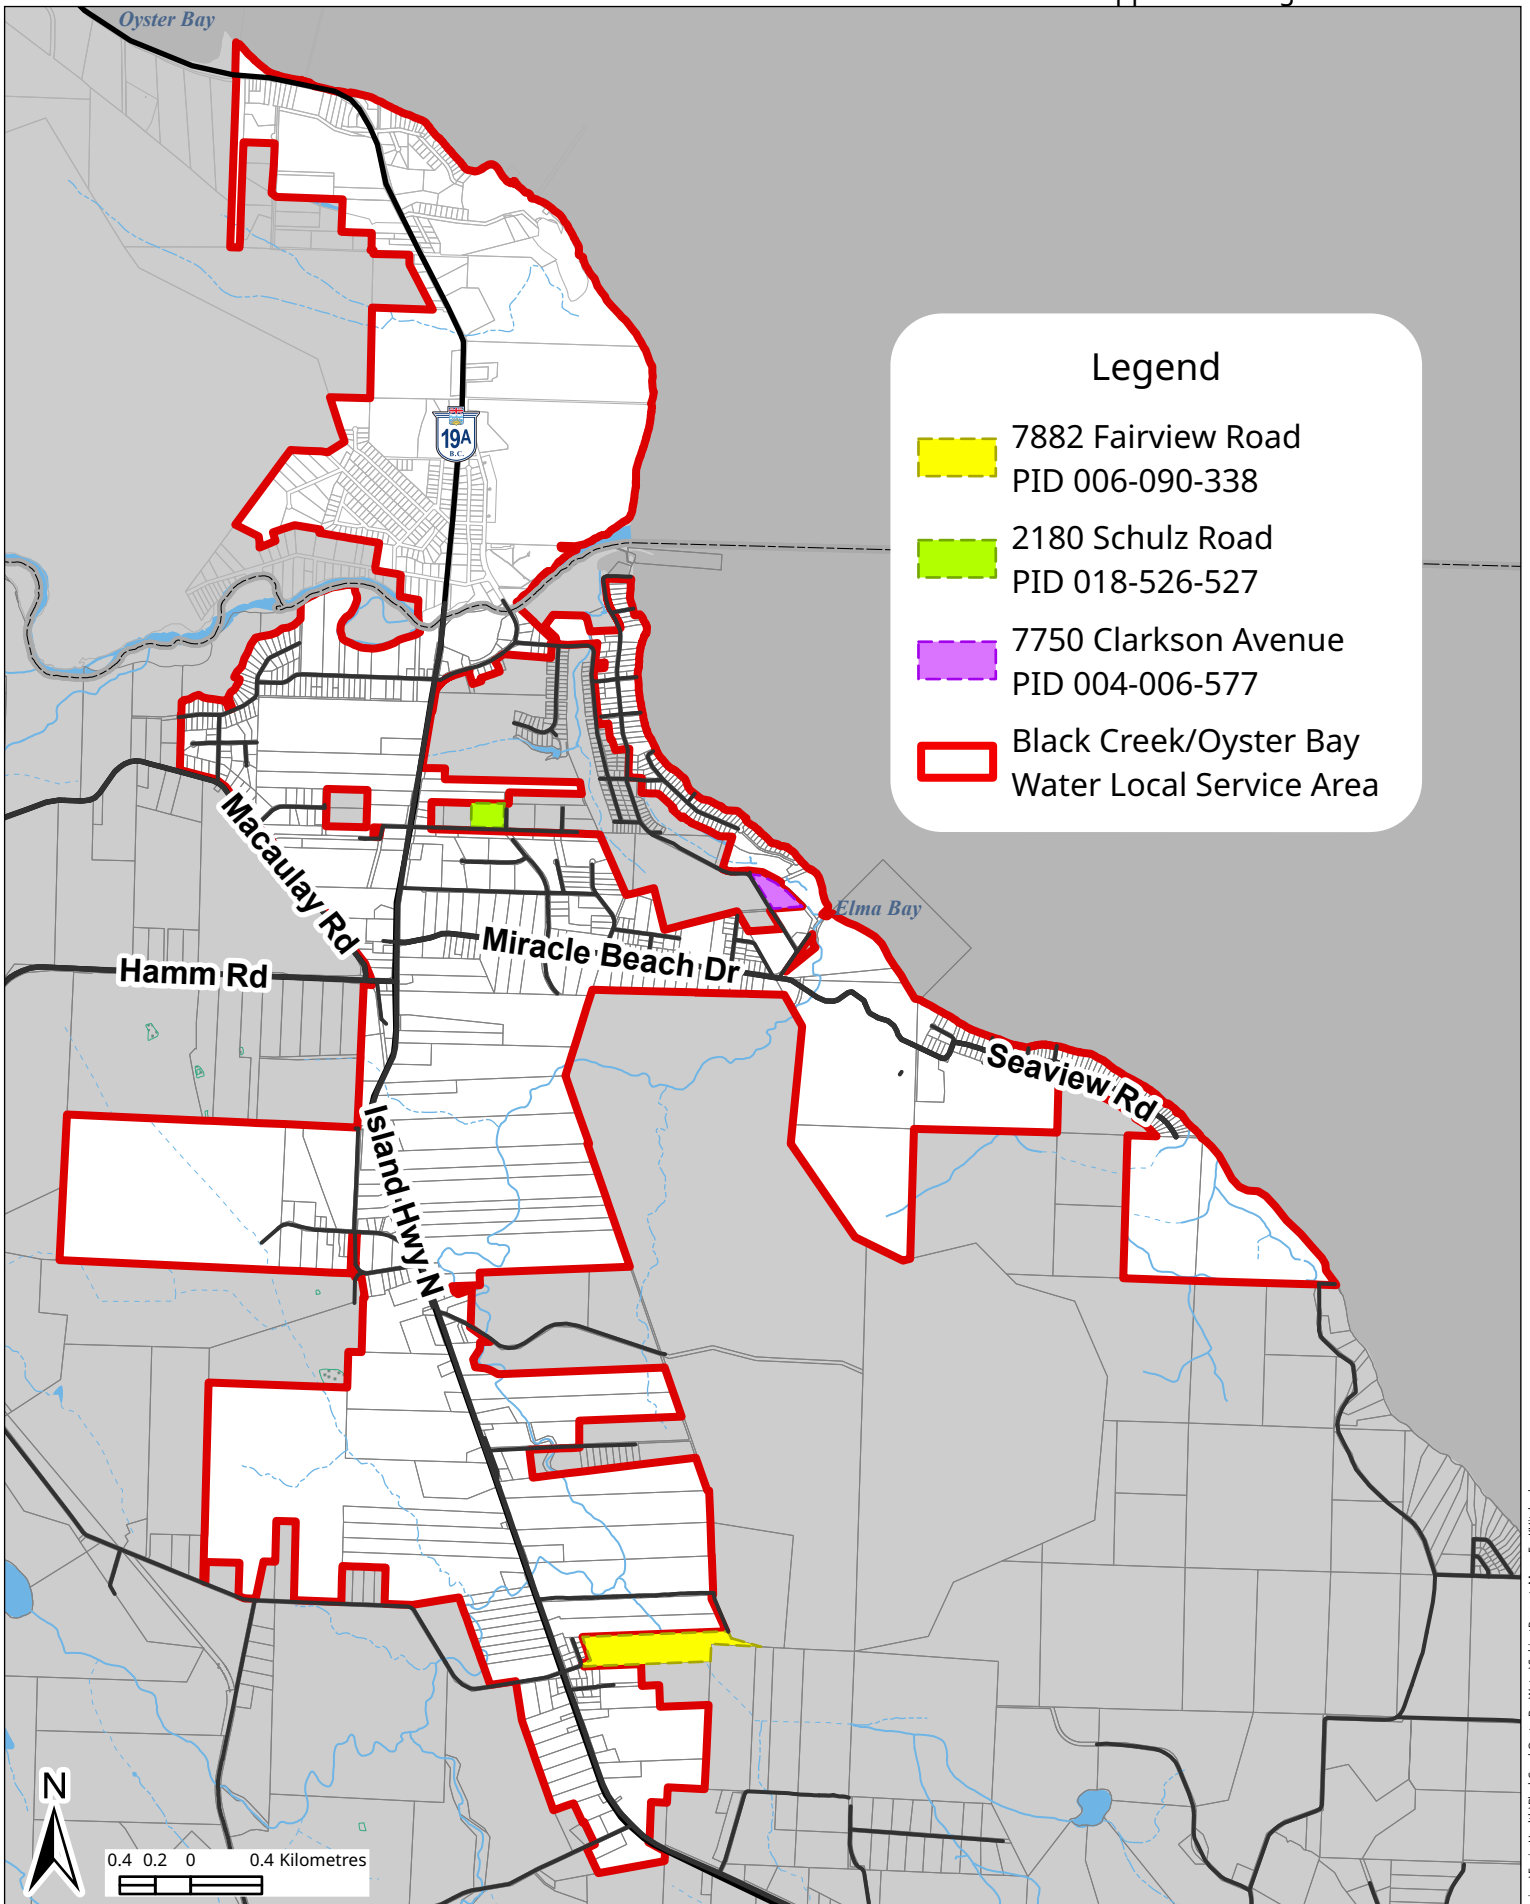 Oyster Bay
19A
B.C.
Legend
7882 Fairview Road
PID 006-090-338
2180 Schulz Road
PID 018-526-527
7750 Clarkson Avenue
PID 004-006-577
Black Creek/Oyster Bay
Water Local Service Area
Macaulay Rd
Elma Bay
Miracle Beach Dr
Hamm Rd
Seaview Rd
Island Hwy N
N
0.4 0.2 0 0.4 Kilometres